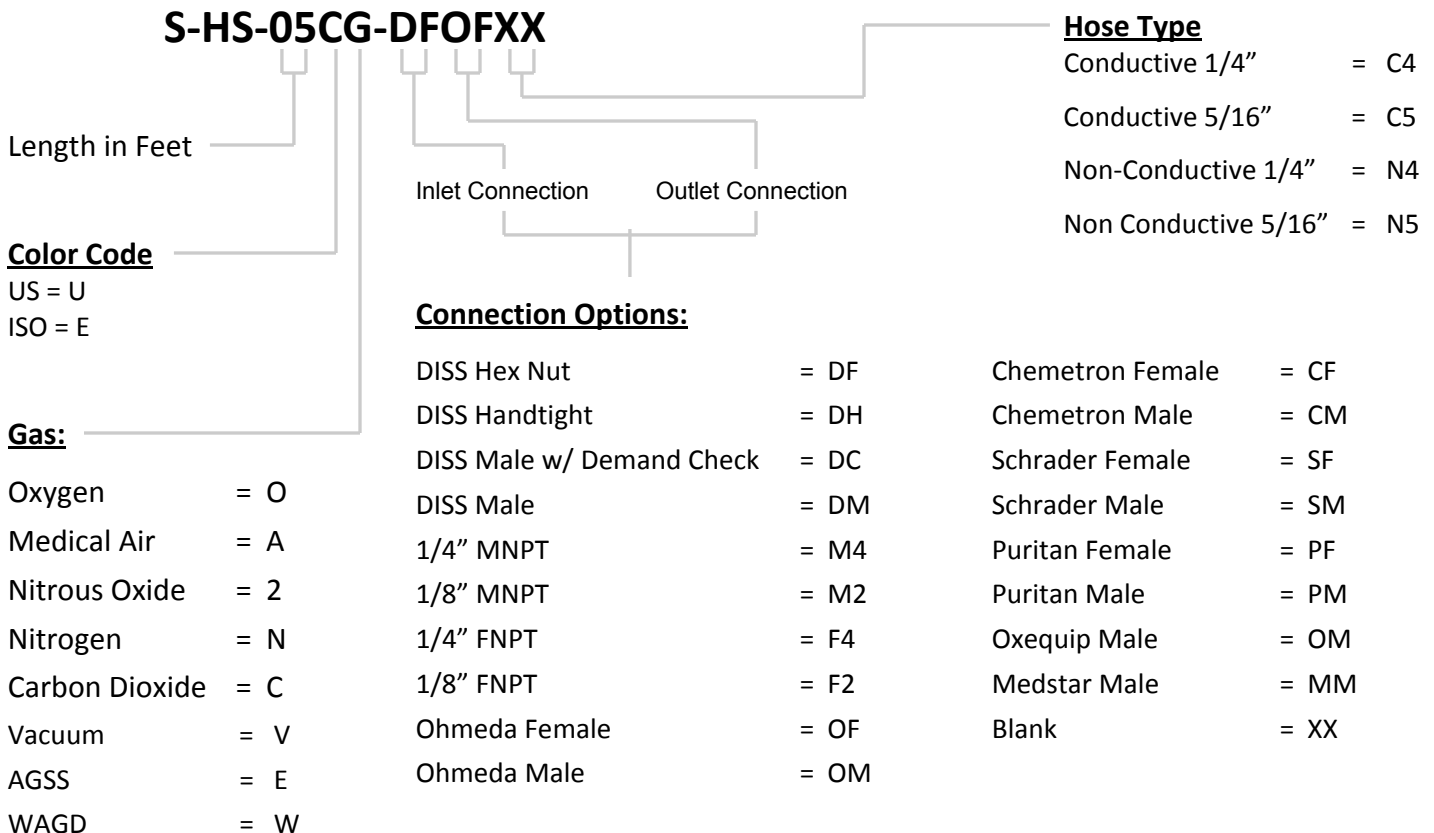 S-HS-05CG-DFOFXX
Length in Feet
Color Code
US = U
ISO = E
Gas:
Oxygen = O
Medical Air = A
Nitrous Oxide = 2
Nitrogen = N
Carbon Dioxide = C
Vacuum = V
AGSS = E
WAGD = W
Inlet Connection
Outlet Connection
Connection Options:
DISS Hex Nut = DF
DISS Handtight = DH
DISS Male w/ Demand Check = DC
DISS Male = DM
1/4” MNPT = M4
1/8” MNPT = M2
1/4” FNPT = F4
1/8” FNPT = F2
Ohmeda Female = OF
Ohmeda Male = OM
Chemetron Female = CF
Chemetron Male = CM
Schrader Female = SF
Schrader Male = SM
Puritan Female = PF
Puritan Male = PM
Oxequip Male = OM
Medstar Male = MM
Blank = XX
Hose Type
Conductive 1/4” = C4
Conductive 5/16” = C5
Non-Conductive 1/4” = N4
Non Conductive 5/16” = N5